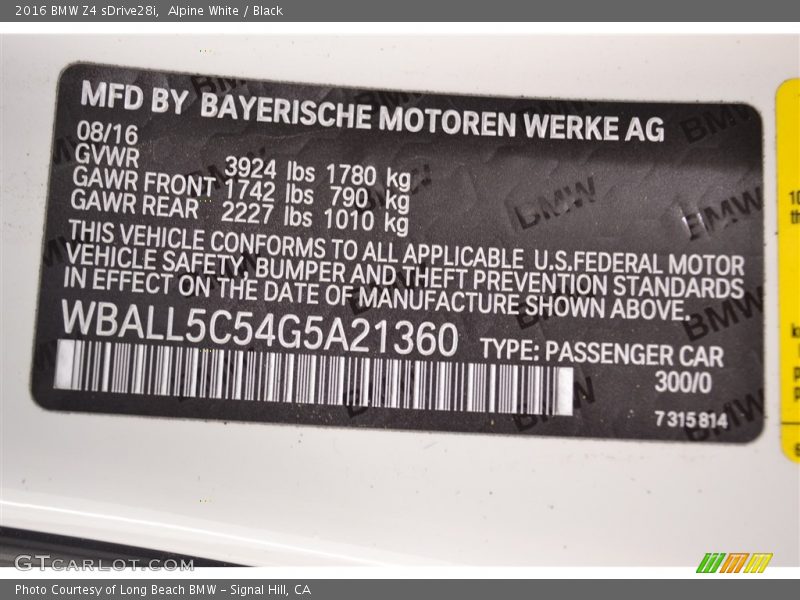 2016 BMW Z4 sDrive28i,  Alpine White / Black
MFD BY BAYERISCHE MOTOREN WERKE AG
08/16
GVWR 3924 lbs 1780 kg
GAWR FRONT 1742 lbs 790 kg
GAWR REAR 2227 lbs 1010 kg
THIS VEHICLE CONFORMS TO ALL APPLICABLE U.S.FEDERAL MOTOR
VEHICLE SAFETY, BUMPER AND THEFT PREVENTION STANDARDS
IN EFFECT ON THE DATE OF MANUFACTURE SHOWN ABOVE.
WBALL5C54G5A21360
TYPE: PASSENGER CAR
300/0
7 315 814
GTCARLOT.COM
Photo Courtesy of Long Beach BMW – Signal Hill, CA